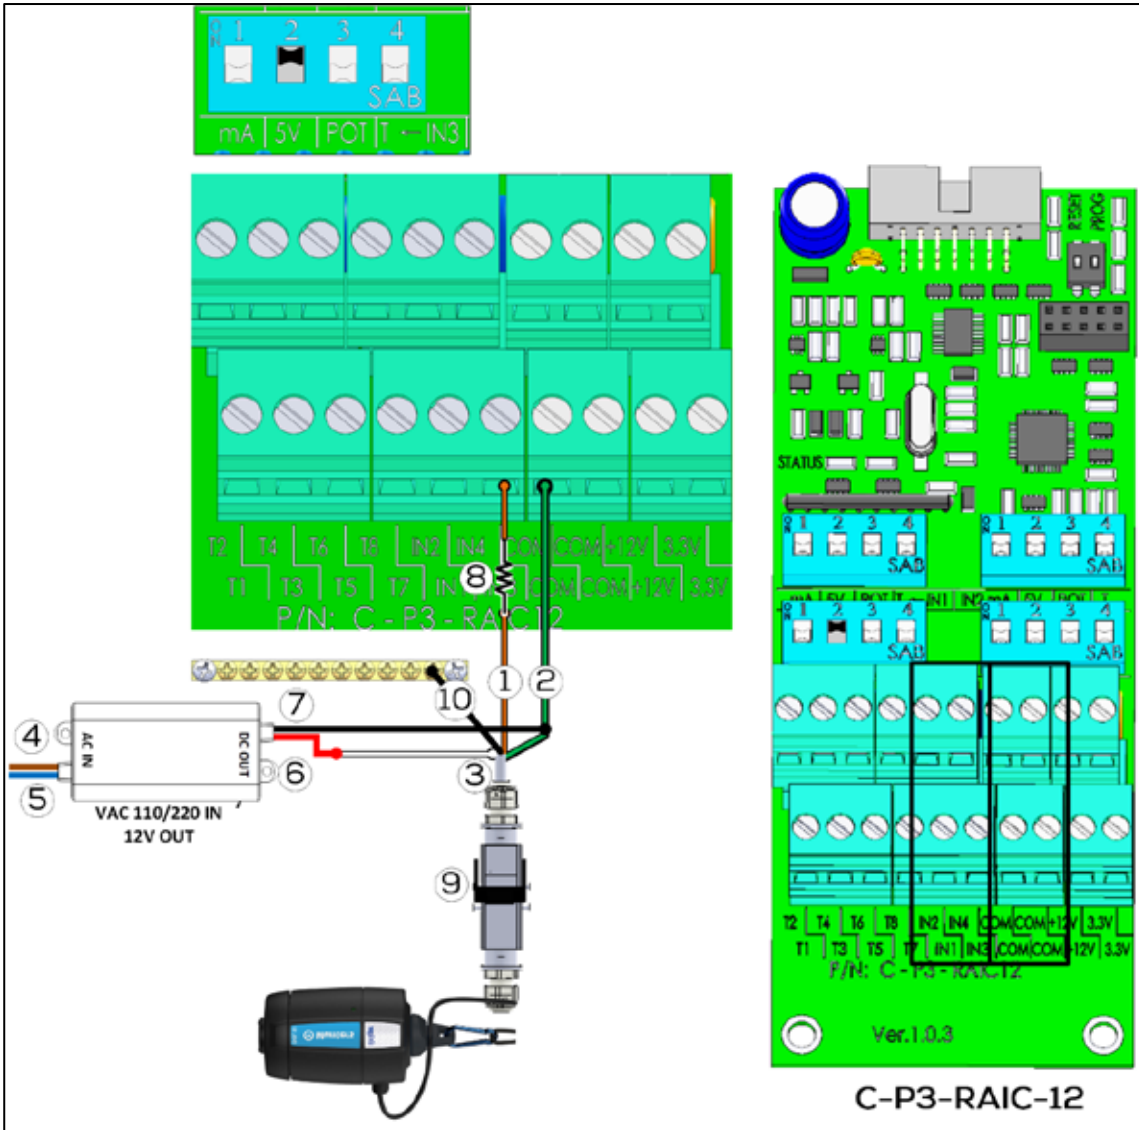 ON
1 2 3 4
SAB
mA 5V POT T ← IN3
T2 T4 T6 T8 IN2 IN4 COM COM +12V 3.3V
T1 T3 T5 T7 IN1 COM COM +12V 3.3V
P/N: C - P3 - RAIC12
8
1
2
10
7
4
AC IN
DC OUT
3
6
5
VAC 110/220 IN
12V OUT
9
Munters
RESET
PROG
STATUS
ON 1 2 3 4 SAB
ON 1 2 3 4 SAB
mA 5V POT T ← IN1 IN2 mA 5V POT T
ON 1 2 3 4 SAB
ON 1 2 3 4 SAB
T2 T4 T6 T8 IN2 IN4 COM COM +12V 3.3V
T1 T3 T5 T7 IN1 IN3 COM COM +12V 3.3V
P/N: C - P3 - RAIC12
Ver.1.0.3
C-P3-RAIC-12